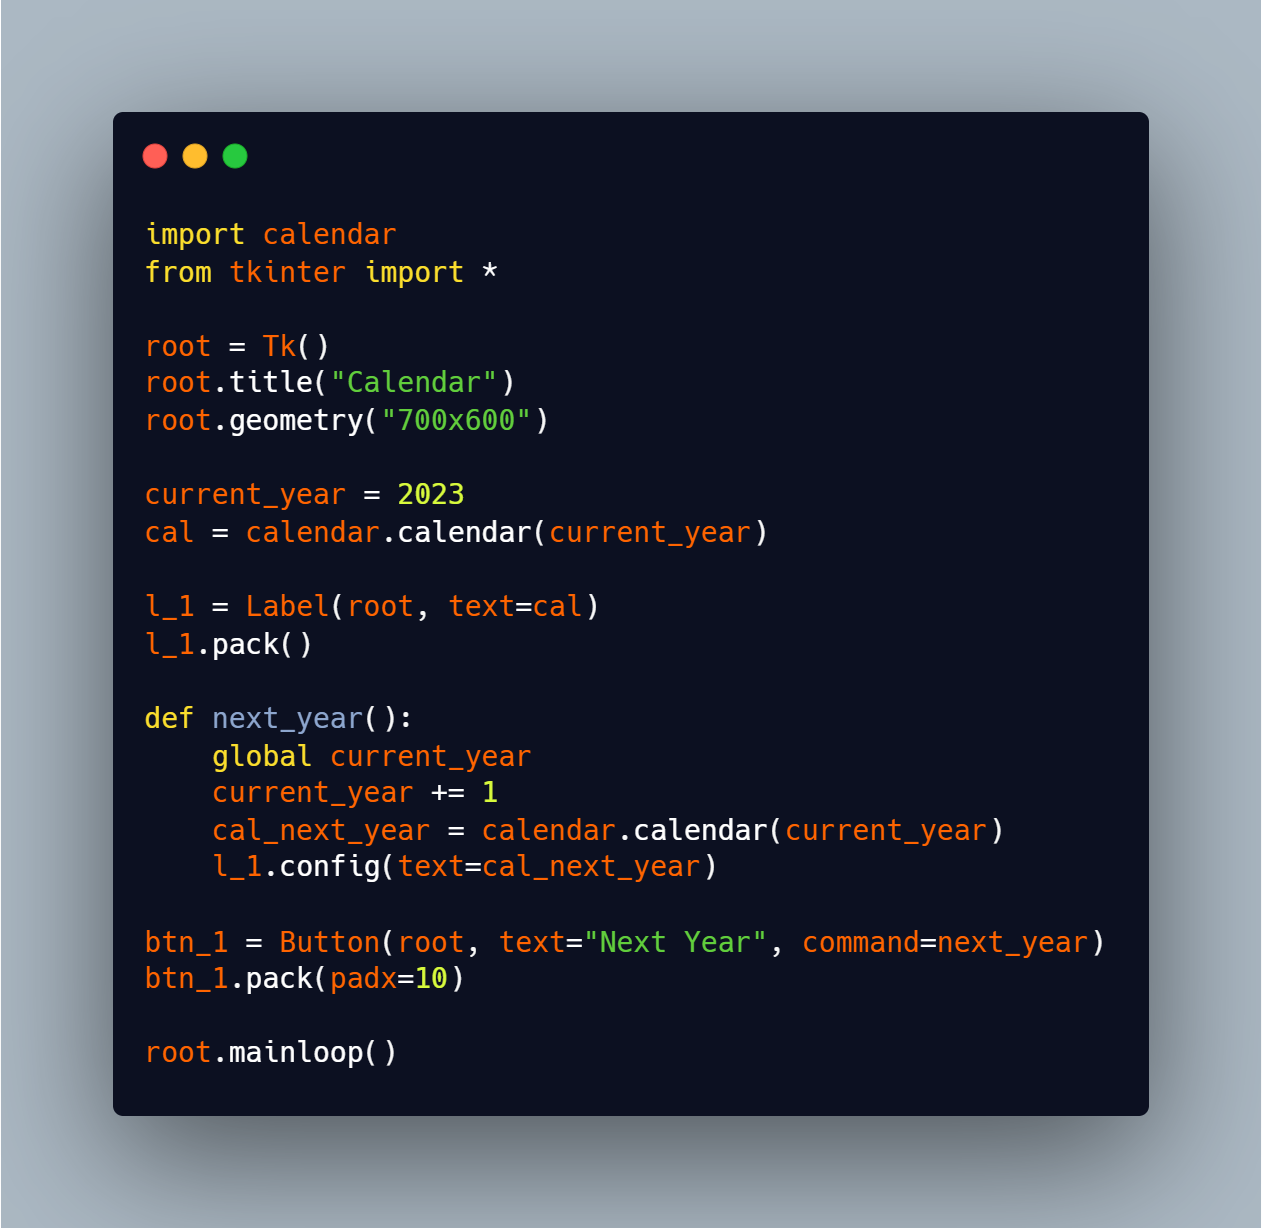 import calendar
from tkinter import *

root = Tk()
root.title("Calendar")
root.geometry("700x600")

current_year = 2023
cal = calendar.calendar(current_year)

l_1 = Label(root, text=cal)
l_1.pack()

def next_year():
    global current_year
    current_year += 1
    cal_next_year = calendar.calendar(current_year)
    l_1.config(text=cal_next_year)

btn_1 = Button(root, text="Next Year", command=next_year)
btn_1.pack(padx=10)

root.mainloop()